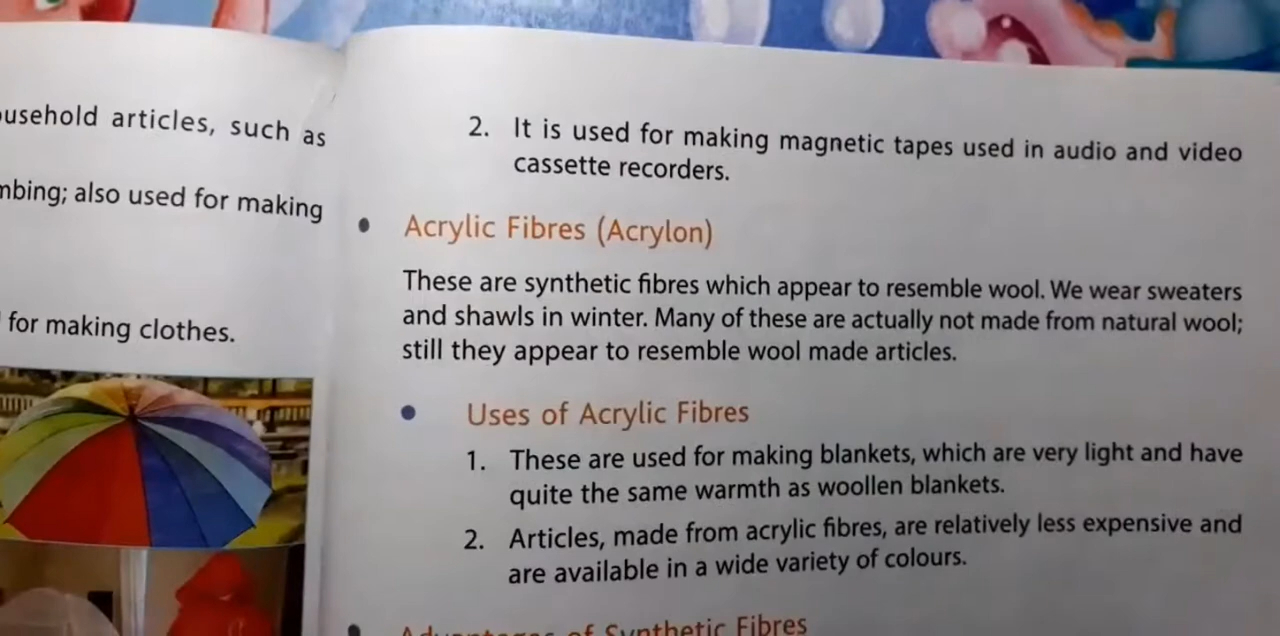 usehold articles, such as
mbing; also used for making
for making clothes.
2. It is used for making magnetic tapes used in audio and video
cassette recorders.
• Acrylic Fibres (Acrylon)
These are synthetic fibres which appear to resemble wool. We wear sweaters
and shawls in winter. Many of these are actually not made from natural wool;
still they appear to resemble wool made articles.
• Uses of Acrylic Fibres
1. These are used for making blankets, which are very light and have
quite the same warmth as woollen blankets.
2. Articles, made from acrylic fibres, are relatively less expensive and
are available in a wide variety of colours.
• Advantages of Synthetic Fibres